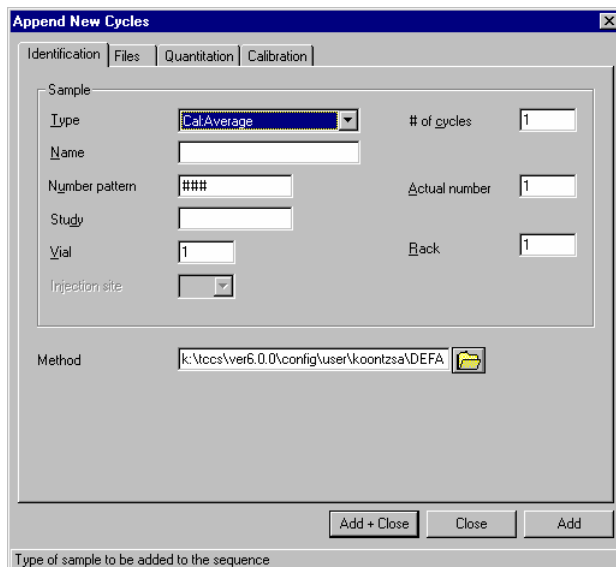 Append New Cycles
Identification Files Quantitation Calibration
Sample
Type Cal:Average # of cycles 1
Name
Number pattern ### Actual number 1
Study
Vial 1 Rack 1
Injection site
Method k:\tccs\ver6.0.0\config\user\koontzsa\DEFA
Add + Close Close Add
Type of sample to be added to the sequence